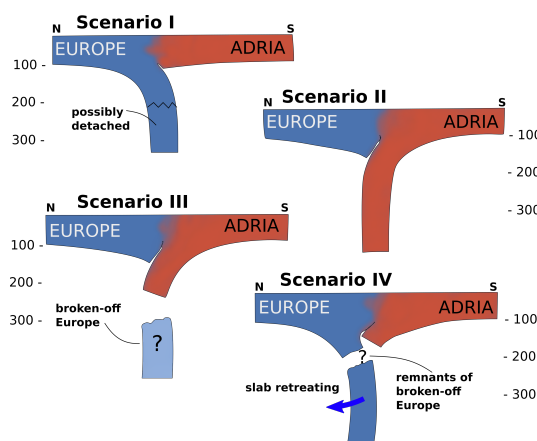 Scenario I
N S
EUROPE ADRIA
100 -
200 -
300 -
possibly
detached
Scenario II
N S
EUROPE ADRIA
- 100
- 200
- 300
Scenario III
N S
EUROPE ADRIA
100 -
200 -
300 -
broken-off
Europe
?
Scenario IV
N S
EUROPE ADRIA
- 100
- 200
- 300
?
slab retreating
remnants of
broken-off
Europe